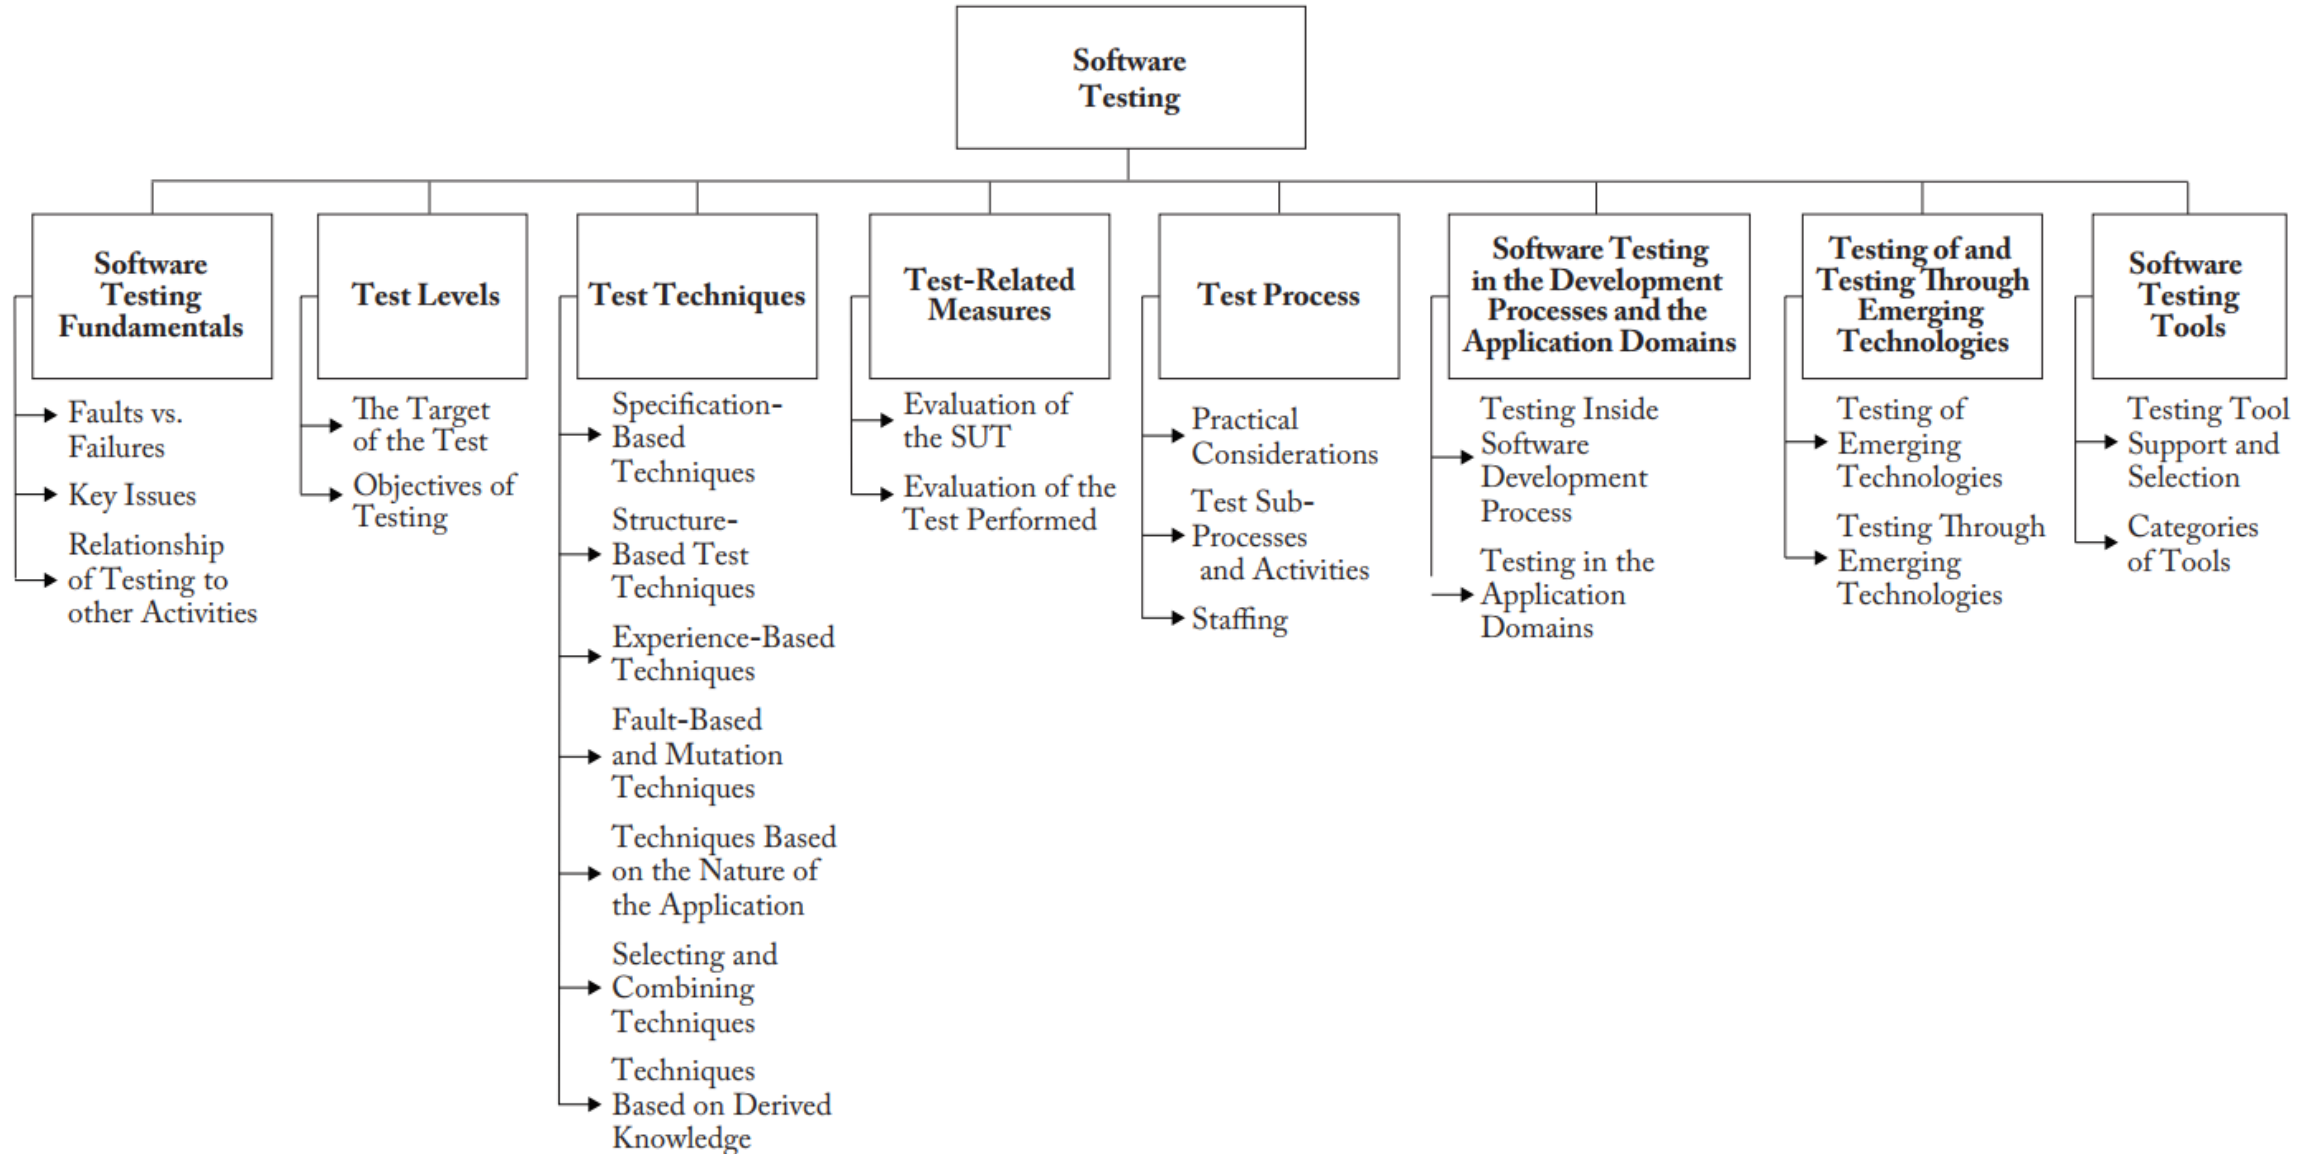 Software
Testing
Software
Testing
Fundamentals
Faults vs.
Failures
Key Issues
Relationship
of Testing to
other Activities
Test Levels
The Target
of the Test
Objectives of
Testing
Test Techniques
Specification-
Based
Techniques
Structure-
Based Test
Techniques
Experience-Based
Techniques
Fault-Based
and Mutation
Techniques
Techniques Based
on the Nature of
the Application
Selecting and
Combining
Techniques
Techniques
Based on Derived
Knowledge
Test-Related
Measures
Evaluation of
the SUT
Evaluation of the
Test Performed
Test Process
Practical
Considerations
Test Sub-
Processes
and Activities
Staffing
Software Testing
in the Development
Processes and the
Application Domains
Testing Inside
Software
Development
Process
Testing in the
Application
Domains
Testing of and
Testing Through
Emerging
Technologies
Testing of
Emerging
Technologies
Testing Through
Emerging
Technologies
Software
Testing
Tools
Testing Tool
Support and
Selection
Categories
of Tools